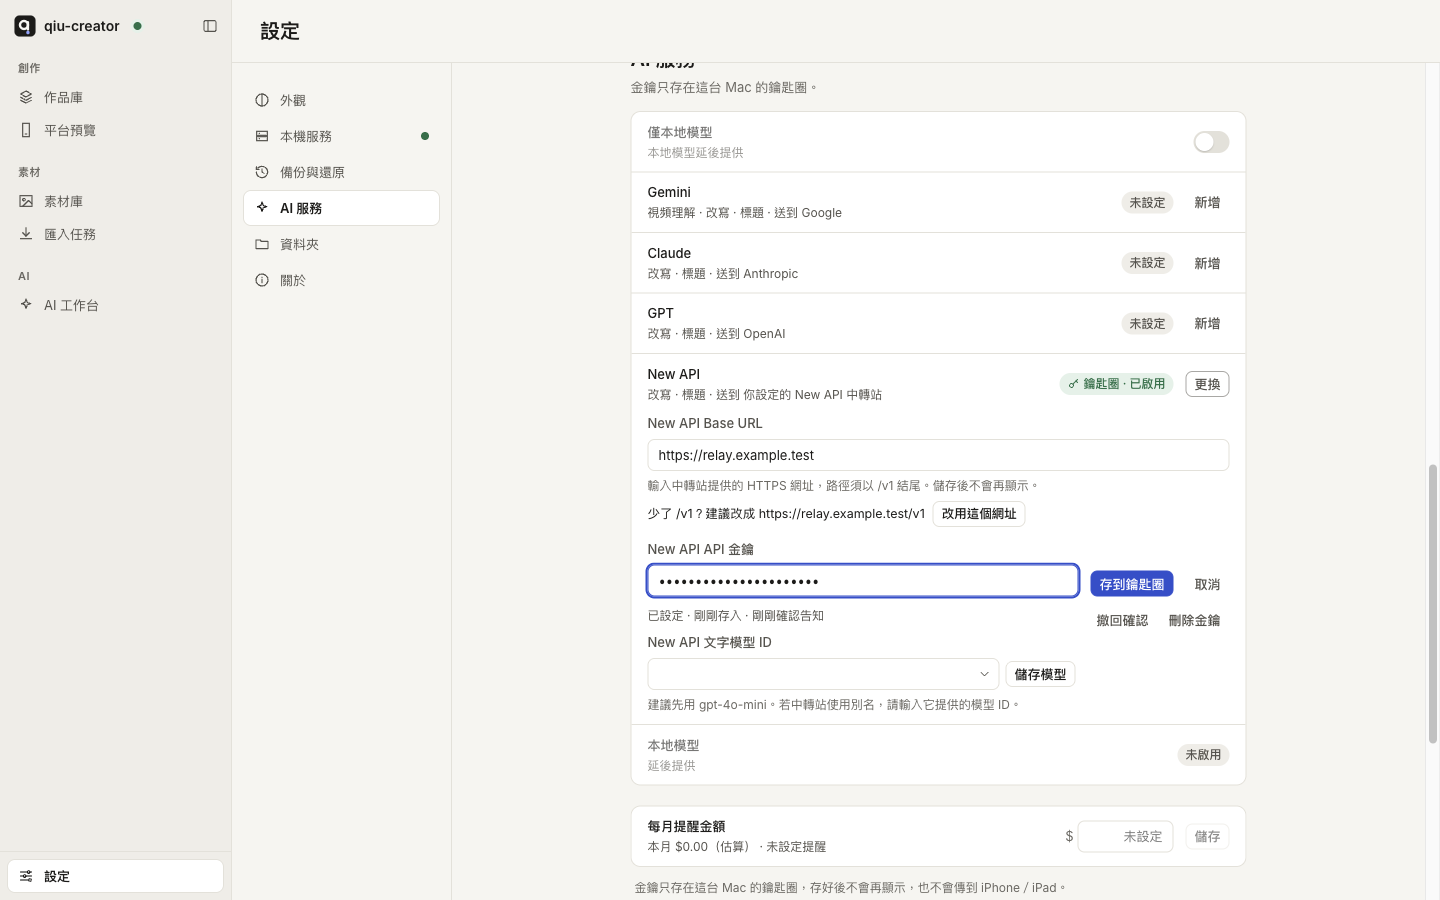 qiu-creator
創作
作品庫
平台預覽
素材
素材庫
匯入任務
AI
AI 工作台
設定
設定
外觀
本機服務
備份與還原
AI 服務
資料夾
關於
AI 服務
金鑰只存在這台 Mac 的鑰匙圈。
僅本地模型
本地模型延後提供
Gemini
視頻理解 · 改寫 · 標題 · 送到 Google
未設定
新增
Claude
改寫 · 標題 · 送到 Anthropic
未設定
新增
GPT
改寫 · 標題 · 送到 OpenAI
未設定
新增
New API
改寫 · 標題 · 送到 你設定的 New API 中轉站
鑰匙圈 · 已啟用
更換
New API Base URL
https://relay.example.test
輸入中轉站提供的 HTTPS 網址，路徑須以 /v1 結尾。儲存後不會再顯示。
少了 /v1？建議改成 https://relay.example.test/v1
改用這個網址
New API API 金鑰
••••••••••••••••••••••
存到鑰匙圈
取消
已設定 · 剛剛存入 · 剛剛確認告知
撤回確認
刪除金鑰
New API 文字模型 ID
儲存模型
建議先用 gpt-4o-mini。若中轉站使用別名，請輸入它提供的模型 ID。
本地模型
延後提供
未啟用
每月提醒金額
本月 $0.00（估算） · 未設定提醒
$
未設定
儲存
金鑰只存在這台 Mac 的鑰匙圈，存好後不會再顯示，也不會傳到 iPhone / iPad。